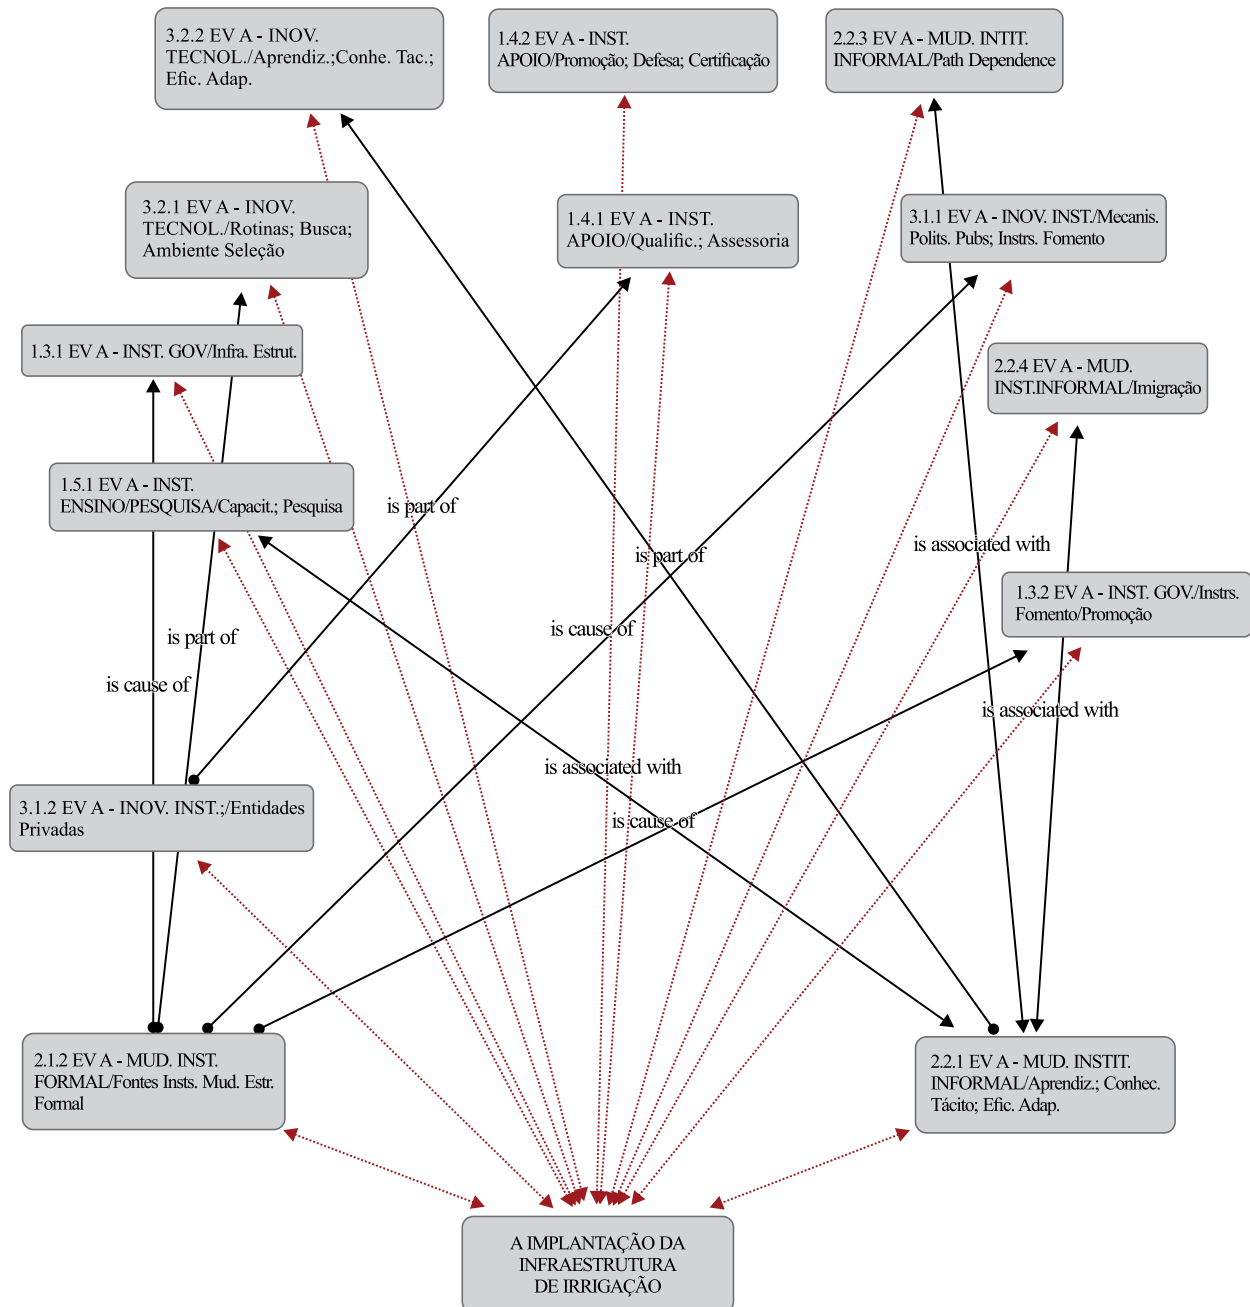 3.2.2 EV A - INOV.
TECNOL./Aprendiz.;Conhe. Tac.;
Efic. Adap.
1.4.2 EV A - INST.
APOIO/Promoção; Defesa; Certificação
2.2.3 EV A - MUD. INTIT.
INFORMAL/Path Dependence
3.2.1 EV A - INOV.
TECNOL./Rotinas; Busca;
Ambiente Seleção
1.4.1 EV A - INST.
APOIO/Qualific.; Assessoria
3.1.1 EV A - INOV. INST./Mecanis.
Polits. Pubs; Instrs. Fomento
1.3.1 EV A - INST. GOV/Infra. Estrut.
2.2.4 EV A - MUD.
INST.INFORMAL/Imigração
1.5.1 EV A - INST.
ENSINO/PESQUISA/Capacit.; Pesquisa
is part of
is part of
is associated with
1.3.2 EV A - INST. GOV./Instrs.
Fomento/Promoção
is part of
is cause of
is cause of
is associated with
is associated with
3.1.2 EV A - INOV. INST.;/Entidades
Privadas
is cause of
2.1.2 EV A - MUD. INST.
FORMAL/Fontes Insts. Mud. Estr.
Formal
2.2.1 EV A - MUD. INSTIT.
INFORMAL/Aprendiz.; Conhec.
Tácito; Efic. Adap.
A IMPLANTAÇÃO DA
INFRAESTRUTURA
DE IRRIGAÇÃO